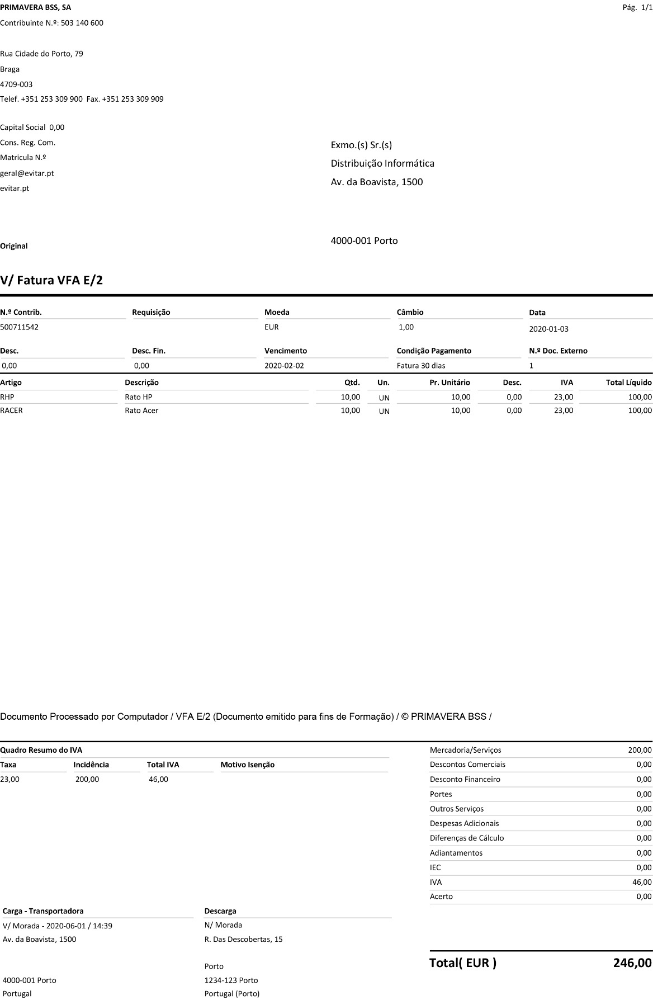 PRIMAVERA BSS, SA Pág. 1/1
Contribuinte N.º: 503 140 600
Rua Cidade do Porto, 79
Braga
4709-003
Telef. +351 253 309 900 Fax. +351 253 309 909
Capital Social 0,00
Cons. Reg. Com.
Matricula N.º
geral@evitar.pt
evitar.pt
Exmo.(s) Sr.(s)
Distribuição Informática
Av. da Boavista, 1500
4000-001 Porto
Original
V/ Fatura VFA E/2
N.º Contrib. Requisição Moeda Câmbio Data
500711542 EUR 1,00 2020-01-03
Desc. Desc. Fin. Vencimento Condição Pagamento N.º Doc. Externo
0,00 0,00 2020-02-02 Fatura 30 dias 1
Artigo Descrição Qtd. Un. Pr. Unitário Desc. IVA Total Líquido
RHP Rato HP 10,00 UN 10,00 0,00 23,00 100,00
RACER Rato Acer 10,00 UN 10,00 0,00 23,00 100,00
Documento Processado por Computador / VFA E/2 (Documento emitido para fins de Formação) / © PRIMAVERA BSS /
Quadro Resumo do IVA
Taxa Incidência Total IVA Motivo Isenção
23,00 200,00 46,00
Mercadoria/Serviços 200,00
Descontos Comerciais 0,00
Desconto Financeiro 0,00
Portes 0,00
Outros Serviços 0,00
Despesas Adicionais 0,00
Diferenças de Cálculo 0,00
Adiantamentos 0,00
IEC 0,00
IVA 46,00
Acerto 0,00
Carga - Transportadora Descarga
V/ Morada - 2020-06-01 / 14:39 N/ Morada
Av. da Boavista, 1500 R. Das Descobertas, 15
Porto
4000-001 Porto 1234-123 Porto
Portugal Portugal (Porto)
Total( EUR ) 246,00